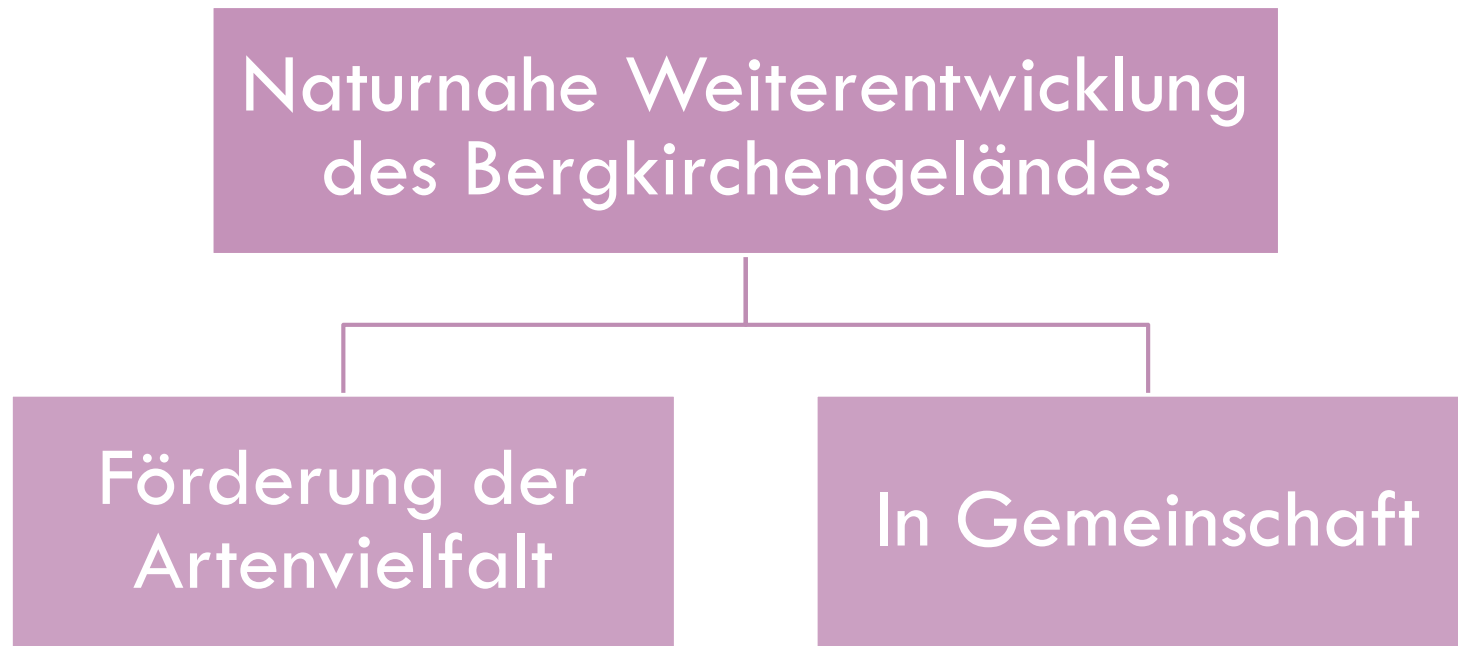 Naturnahe Weiterentwicklung
des Bergkirchengeländes
Förderung der
Artenvielfalt
In Gemeinschaft